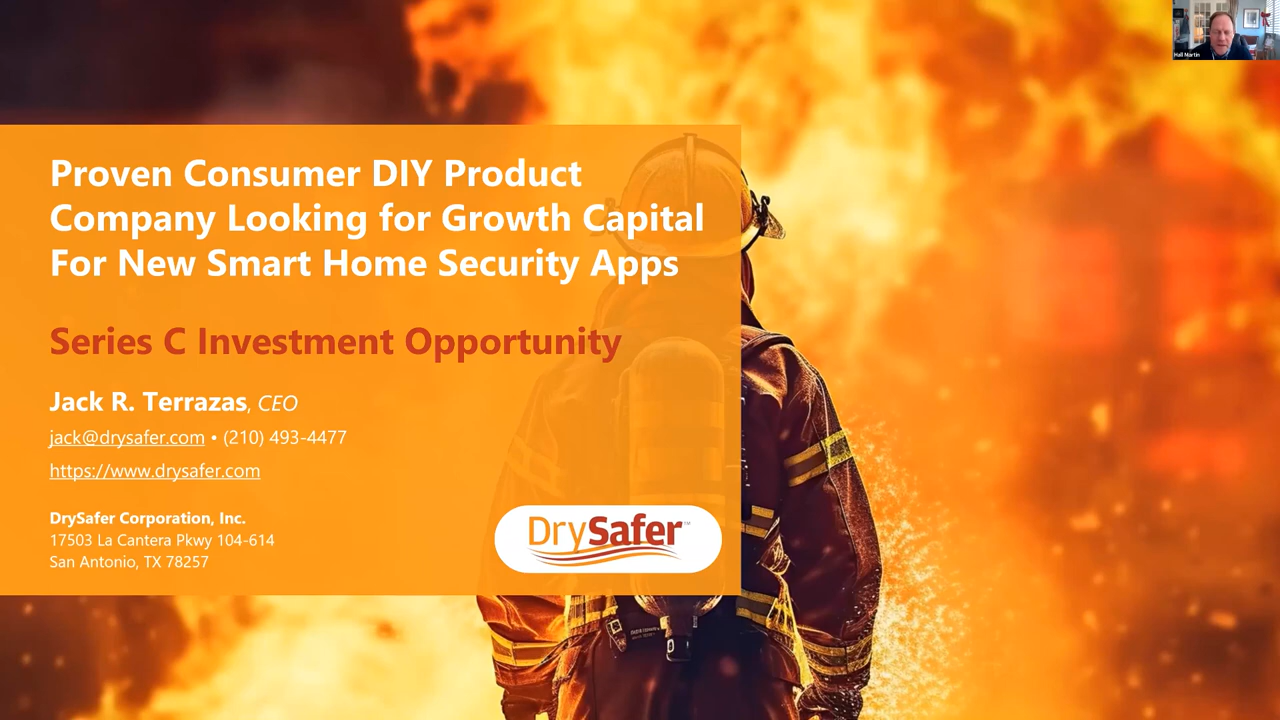 Hall Martin
Proven Consumer DIY Product
Company Looking for Growth Capital
For New Smart Home Security Apps
Series C Investment Opportunity
Jack R. Terrazas, CEO
jack@drysafer.com • (210) 493-4477
https://www.drysafer.com
DrySafer Corporation, Inc.
17503 La Cantera Pkwy 104-614
San Antonio, TX 78257
DrySafer™